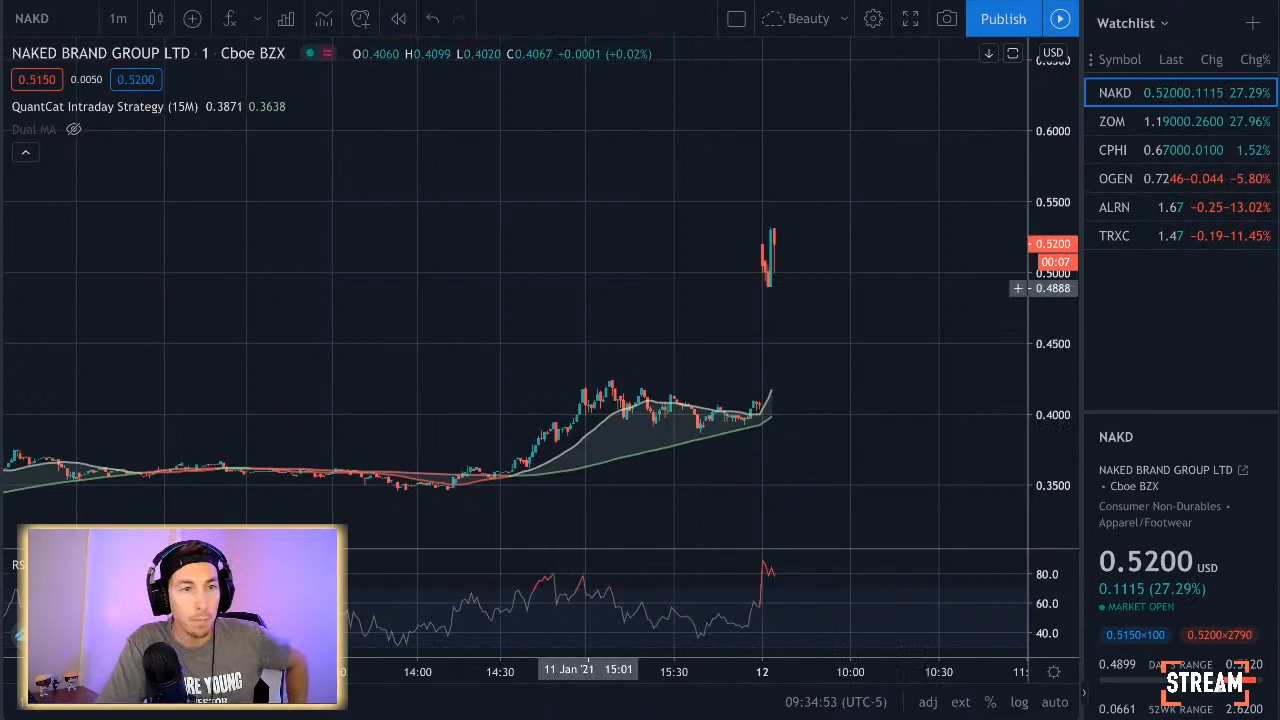 NAKD 1m Beauty Publish
NAKED BRAND GROUP LTD · 1 · Cboe BZX O0.4060 H0.4099 L0.4020 C0.4067 +0.0001 (+0.02%)
0.5150 0.0050 0.5200
QuantCat Intraday Strategy (15M) 0.3871 0.3638
Dual MA
USD
0.6000
0.5500
0.5200
00:07
0.5000
0.4888
0.4500
0.4000
0.3500
80.0
60.0
40.0
RS
14:00 14:30 11 Jan '21 15:01 15:30 12 10:00 10:30 11:
09:34:53 (UTC-5) adj ext % log auto
Watchlist
Symbol Last Chg Chg%
NAKD 0.52000.1115 27.29%
ZOM 1.19000.2600 27.96%
CPHI 0.67000.0100 1.52%
OGEN 0.7246−0.044 −5.80%
ALRN 1.67 −0.25−13.02%
TRXC 1.47 −0.19−11.45%
NAKD
NAKED BRAND GROUP LTD
• Cboe BZX
Consumer Non-Durables •
Apparel/Footwear
0.5200 USD
0.1115 (27.29%)
MARKET OPEN
0.5150×100 0.5200×2790
0.4899
STREAM
0.0661 52WK RANGE 2.6200